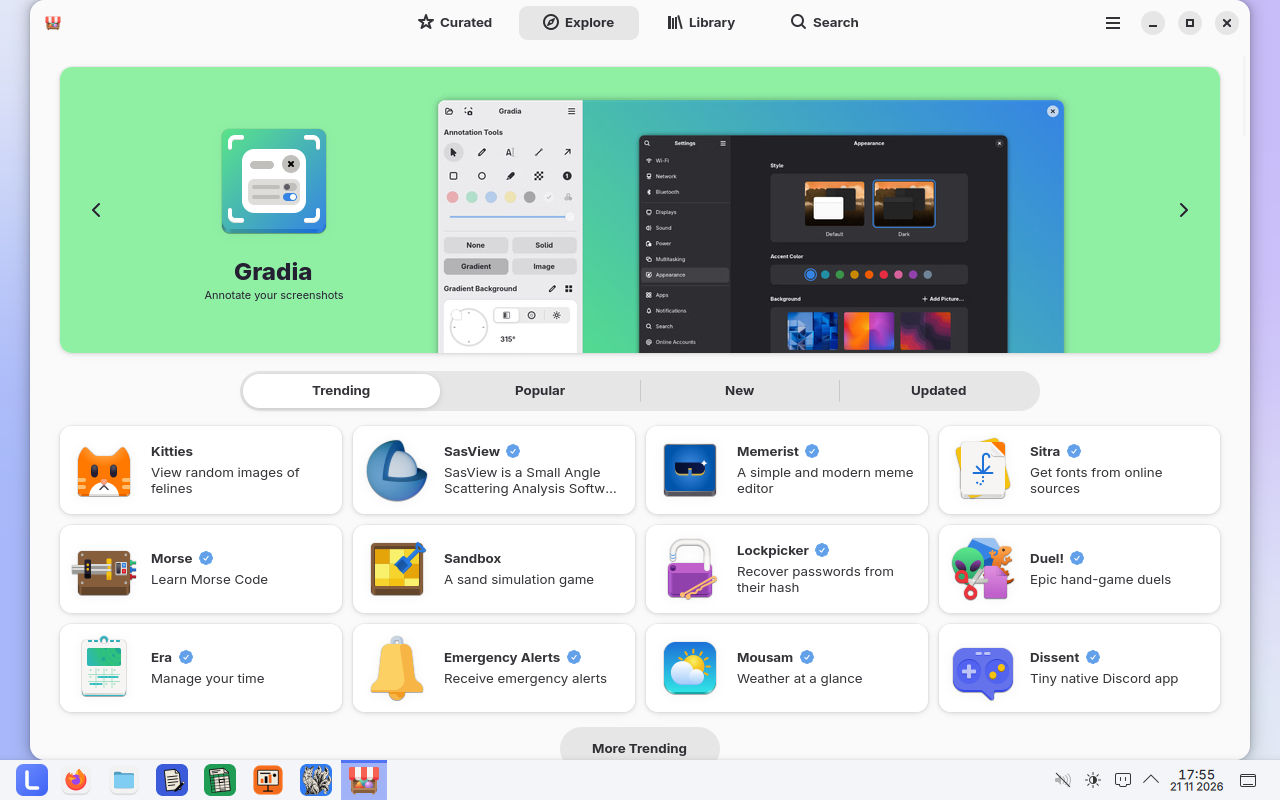 Curated
Explore
Library
Search
Gradia
Annotate your screenshots
Gradia
Annotation Tools
None
Solid
Gradient
Image
Gradient Background
315°
Settings
Wi-Fi
Network
Bluetooth
Displays
Sound
Power
Multitasking
Appearance
Apps
Notifications
Search
Online Accounts
Appearance
Style
Default
Dark
Accent Color
Background
Add Picture...
Trending
Popular
New
Updated
Kitties
View random images of
felines
SasView
SasView is a Small Angle
Scattering Analysis Softw...
Memerist
A simple and modern meme
editor
Sitra
Get fonts from online
sources
Morse
Learn Morse Code
Sandbox
A sand simulation game
Lockpicker
Recover passwords from
their hash
Duel!
Epic hand-game duels
Era
Manage your time
Emergency Alerts
Receive emergency alerts
Mousam
Weather at a glance
Dissent
Tiny native Discord app
More Trending
17:55
21 11 2026